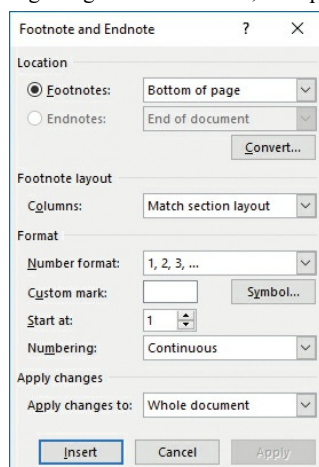 Footnote and Endnote ? ×
Location
Footnotes: Bottom of page
Endnotes: End of document
Convert...
Footnote layout
Columns: Match section layout
Format
Number format: 1, 2, 3, ...
Custom mark: Symbol...
Start at: 1
Numbering: Continuous
Apply changes
Apply changes to: Whole document
Insert Cancel Apply